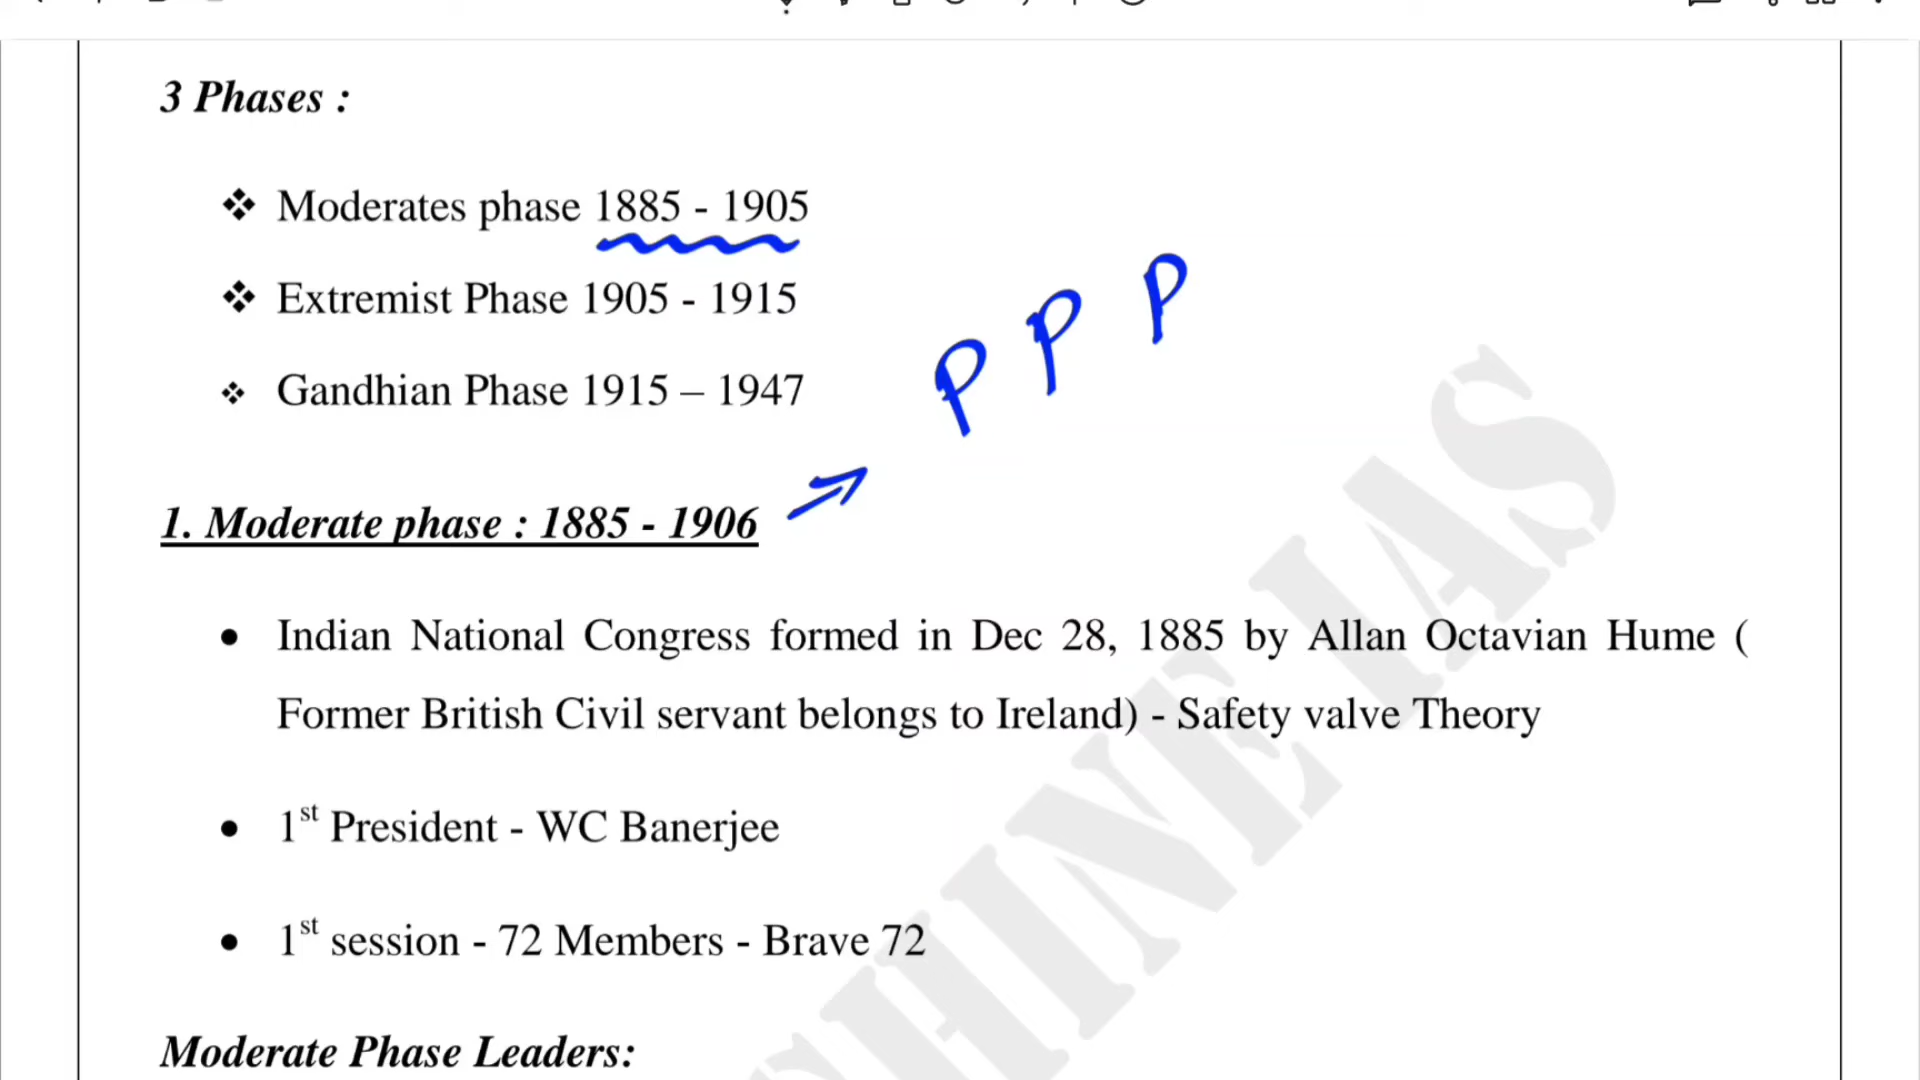 3 Phases :
❖ Moderates phase 1885 - 1905
❖ Extremist Phase 1905 - 1915
❖ Gandhian Phase 1915 – 1947
P P P
1. Moderate phase : 1885 - 1906
• Indian National Congress formed in Dec 28, 1885 by Allan Octavian Hume (
Former British Civil servant belongs to Ireland) - Safety valve Theory
• 1st President - WC Banerjee
• 1st session - 72 Members - Brave 72
Moderate Phase Leaders:
SHINE IAS